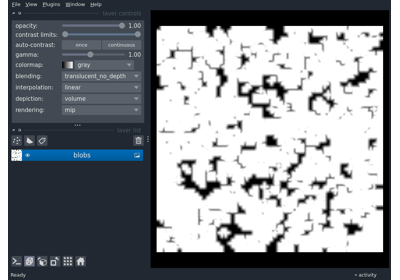 File View Plugins Window Help
layer controls
opacity: 1.00
contrast limits:
auto-contrast: once continuous
gamma: 1.00
colormap: gray
blending: translucent_no_depth
interpolation: linear
depiction: volume
rendering: mip
layer list
blobs
Ready
activity